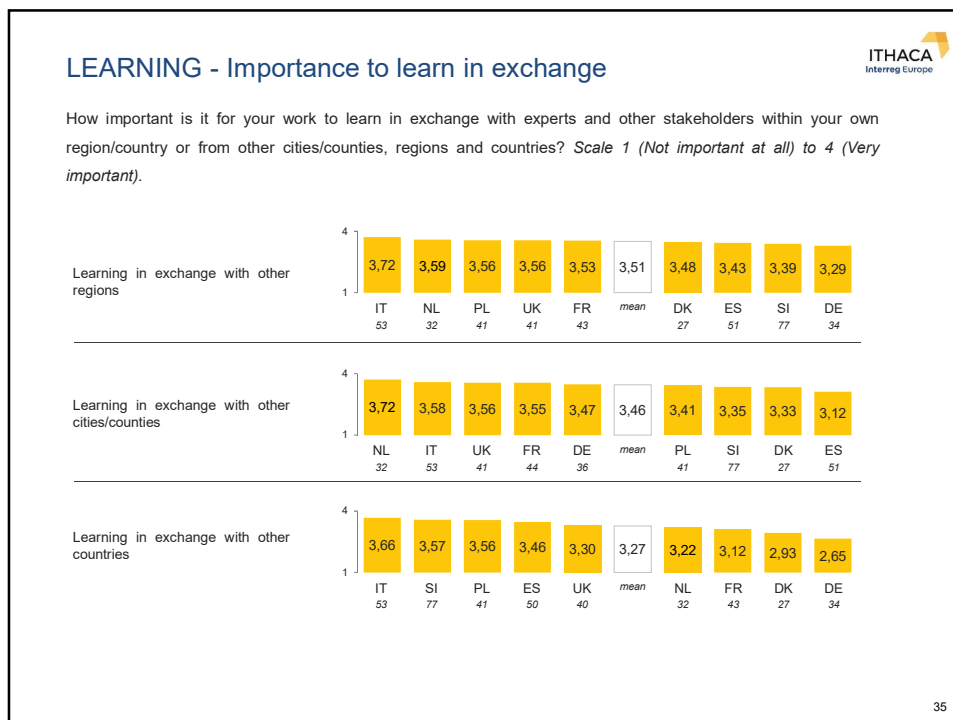 LEARNING - Importance to learn in exchange
ITHACA
Interreg Europe
How important is it for your work to learn in exchange with experts and other stakeholders within your own
region/country or from other cities/counties, regions and countries? Scale 1 (Not important at all) to 4 (Very
important).
Learning in exchange with other
regions
4
1
3,72 3,59 3,56 3,56 3,53 3,51 3,48 3,43 3,39 3,29
IT NL PL UK FR mean DK ES SI DE
53 32 41 41 43 27 51 77 34
Learning in exchange with other
cities/counties
4
1
3,72 3,58 3,56 3,55 3,47 3,46 3,41 3,35 3,33 3,12
NL IT UK FR DE mean PL SI DK ES
32 53 41 44 36 41 77 27 51
Learning in exchange with other
countries
4
1
3,66 3,57 3,56 3,46 3,30 3,27 3,22 3,12 2,93 2,65
IT SI PL ES UK mean NL FR DK DE
53 77 41 50 40 32 43 27 34
35